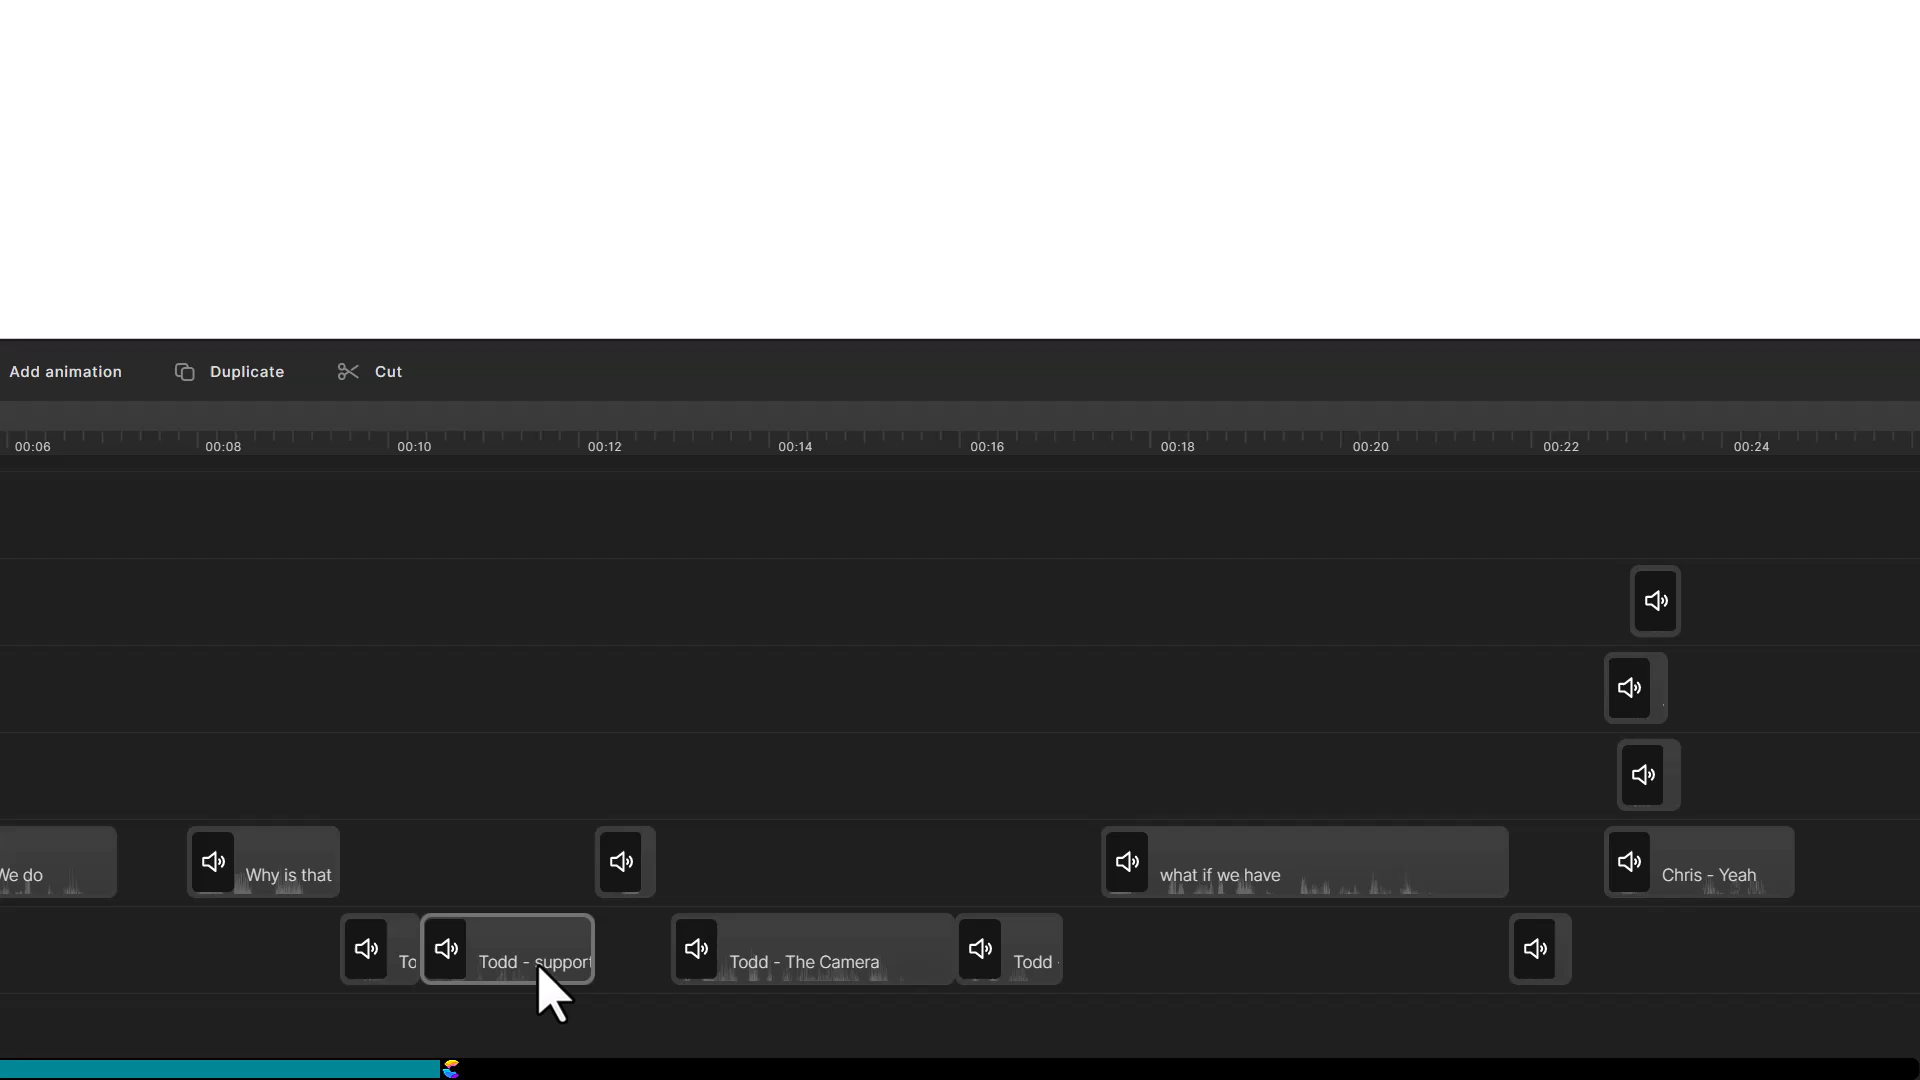 Add animation Duplicate Cut
00:06 00:08 00:10 00:12 00:14 00:16 00:18 00:20 00:22 00:24
We do Why is that what if we have Chris - Yeah
To Todd - support Todd - The Camera Todd -